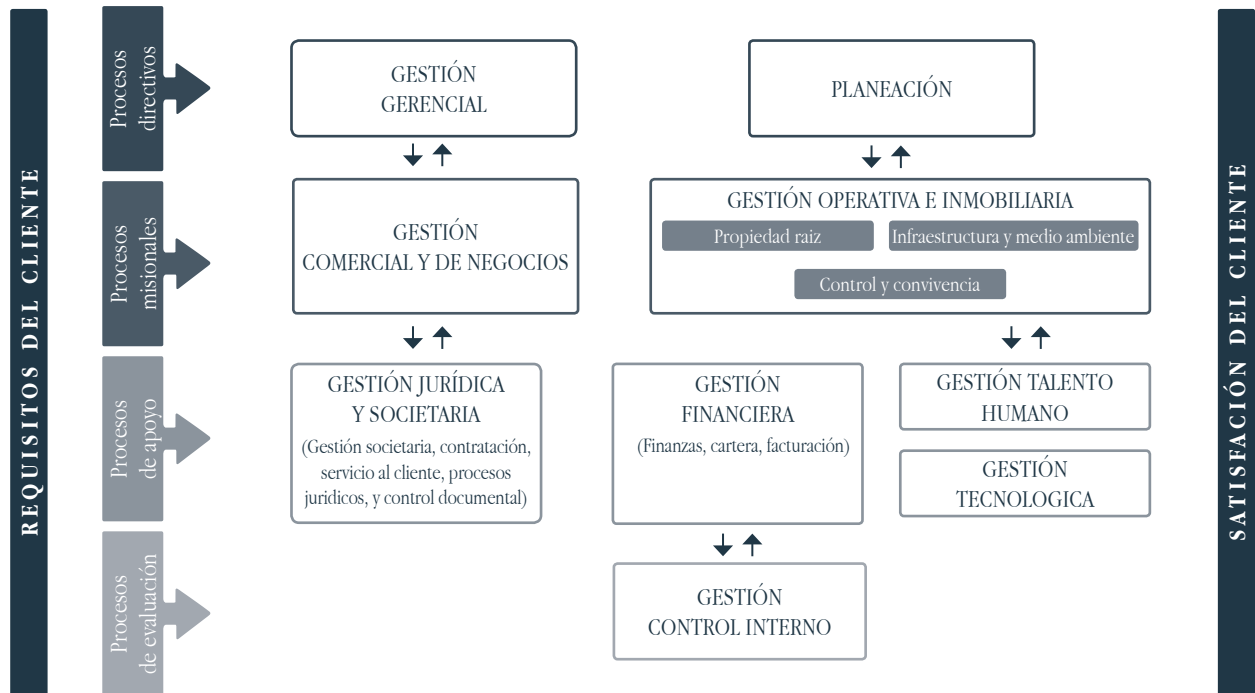 REQUISITOS DEL CLIENTE
Procesos
directivos
GESTIÓN
GERENCIAL
PLANEACIÓN
Procesos
misionales
GESTIÓN
COMERCIAL Y DE NEGOCIOS
GESTIÓN OPERATIVA E INMOBILIARIA
Propiedad raiz
Infraestructura y medio ambiente
Control y convivencia
Procesos
de apoyo
GESTIÓN JURÍDICA
Y SOCIETARIA
(Gestión societaria, contratación,
servicio al cliente, procesos
juridicos, y control documental)
GESTIÓN
FINANCIERA
(Finanzas, cartera, facturación)
GESTIÓN TALENTO
HUMANO
GESTIÓN
TECNOLOGICA
Procesos
de evaluación
GESTIÓN
CONTROL INTERNO
SATISFACIÓN DEL CLIENTE